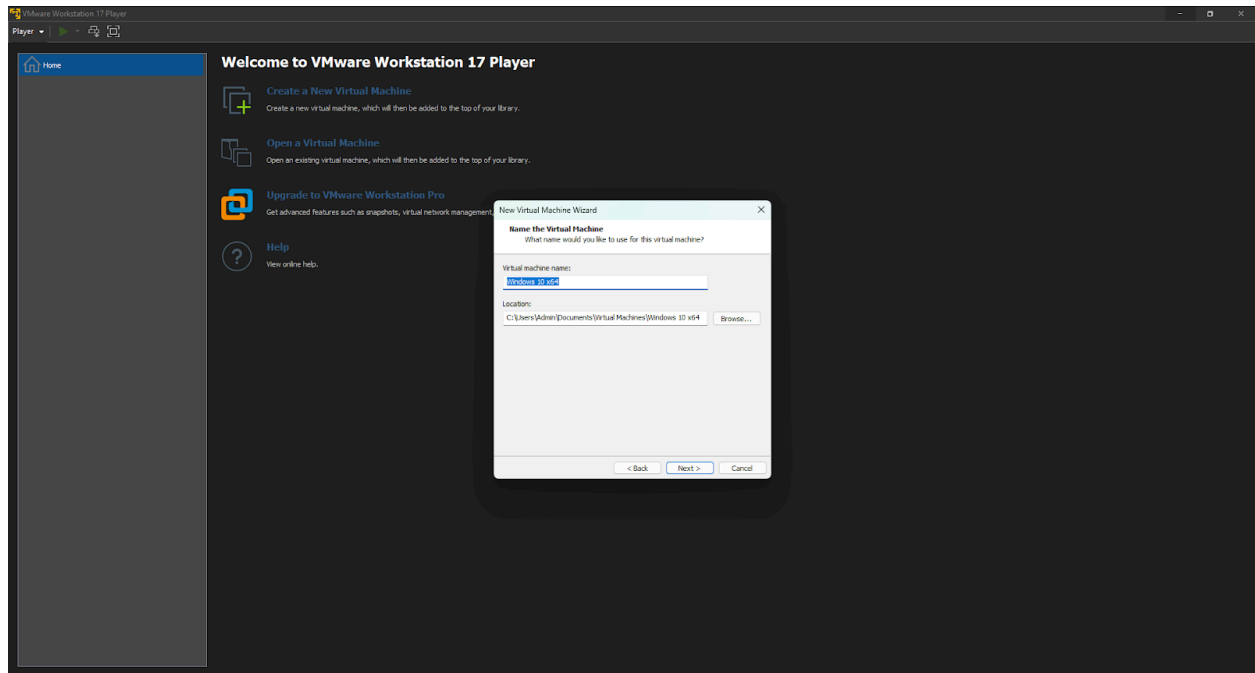 VMware Workstation 17 Player
Player
Home
Welcome to VMware Workstation 17 Player
Create a New Virtual Machine
Create a new virtual machine, which will then be added to the top of your library.
Open a Virtual Machine
Open an existing virtual machine, which will then be added to the top of your library.
Upgrade to VMware Workstation Pro
Get advanced features such as snapshots, virtual network management,
Help
View online help.
New Virtual Machine Wizard
Name the Virtual Machine
What name would you like to use for this virtual machine?
Virtual machine name:
Windows 10 x64
Location:
C:\Users\Admin\Documents\Virtual Machines\Windows 10 x64
Browse...
< Back
Next >
Cancel